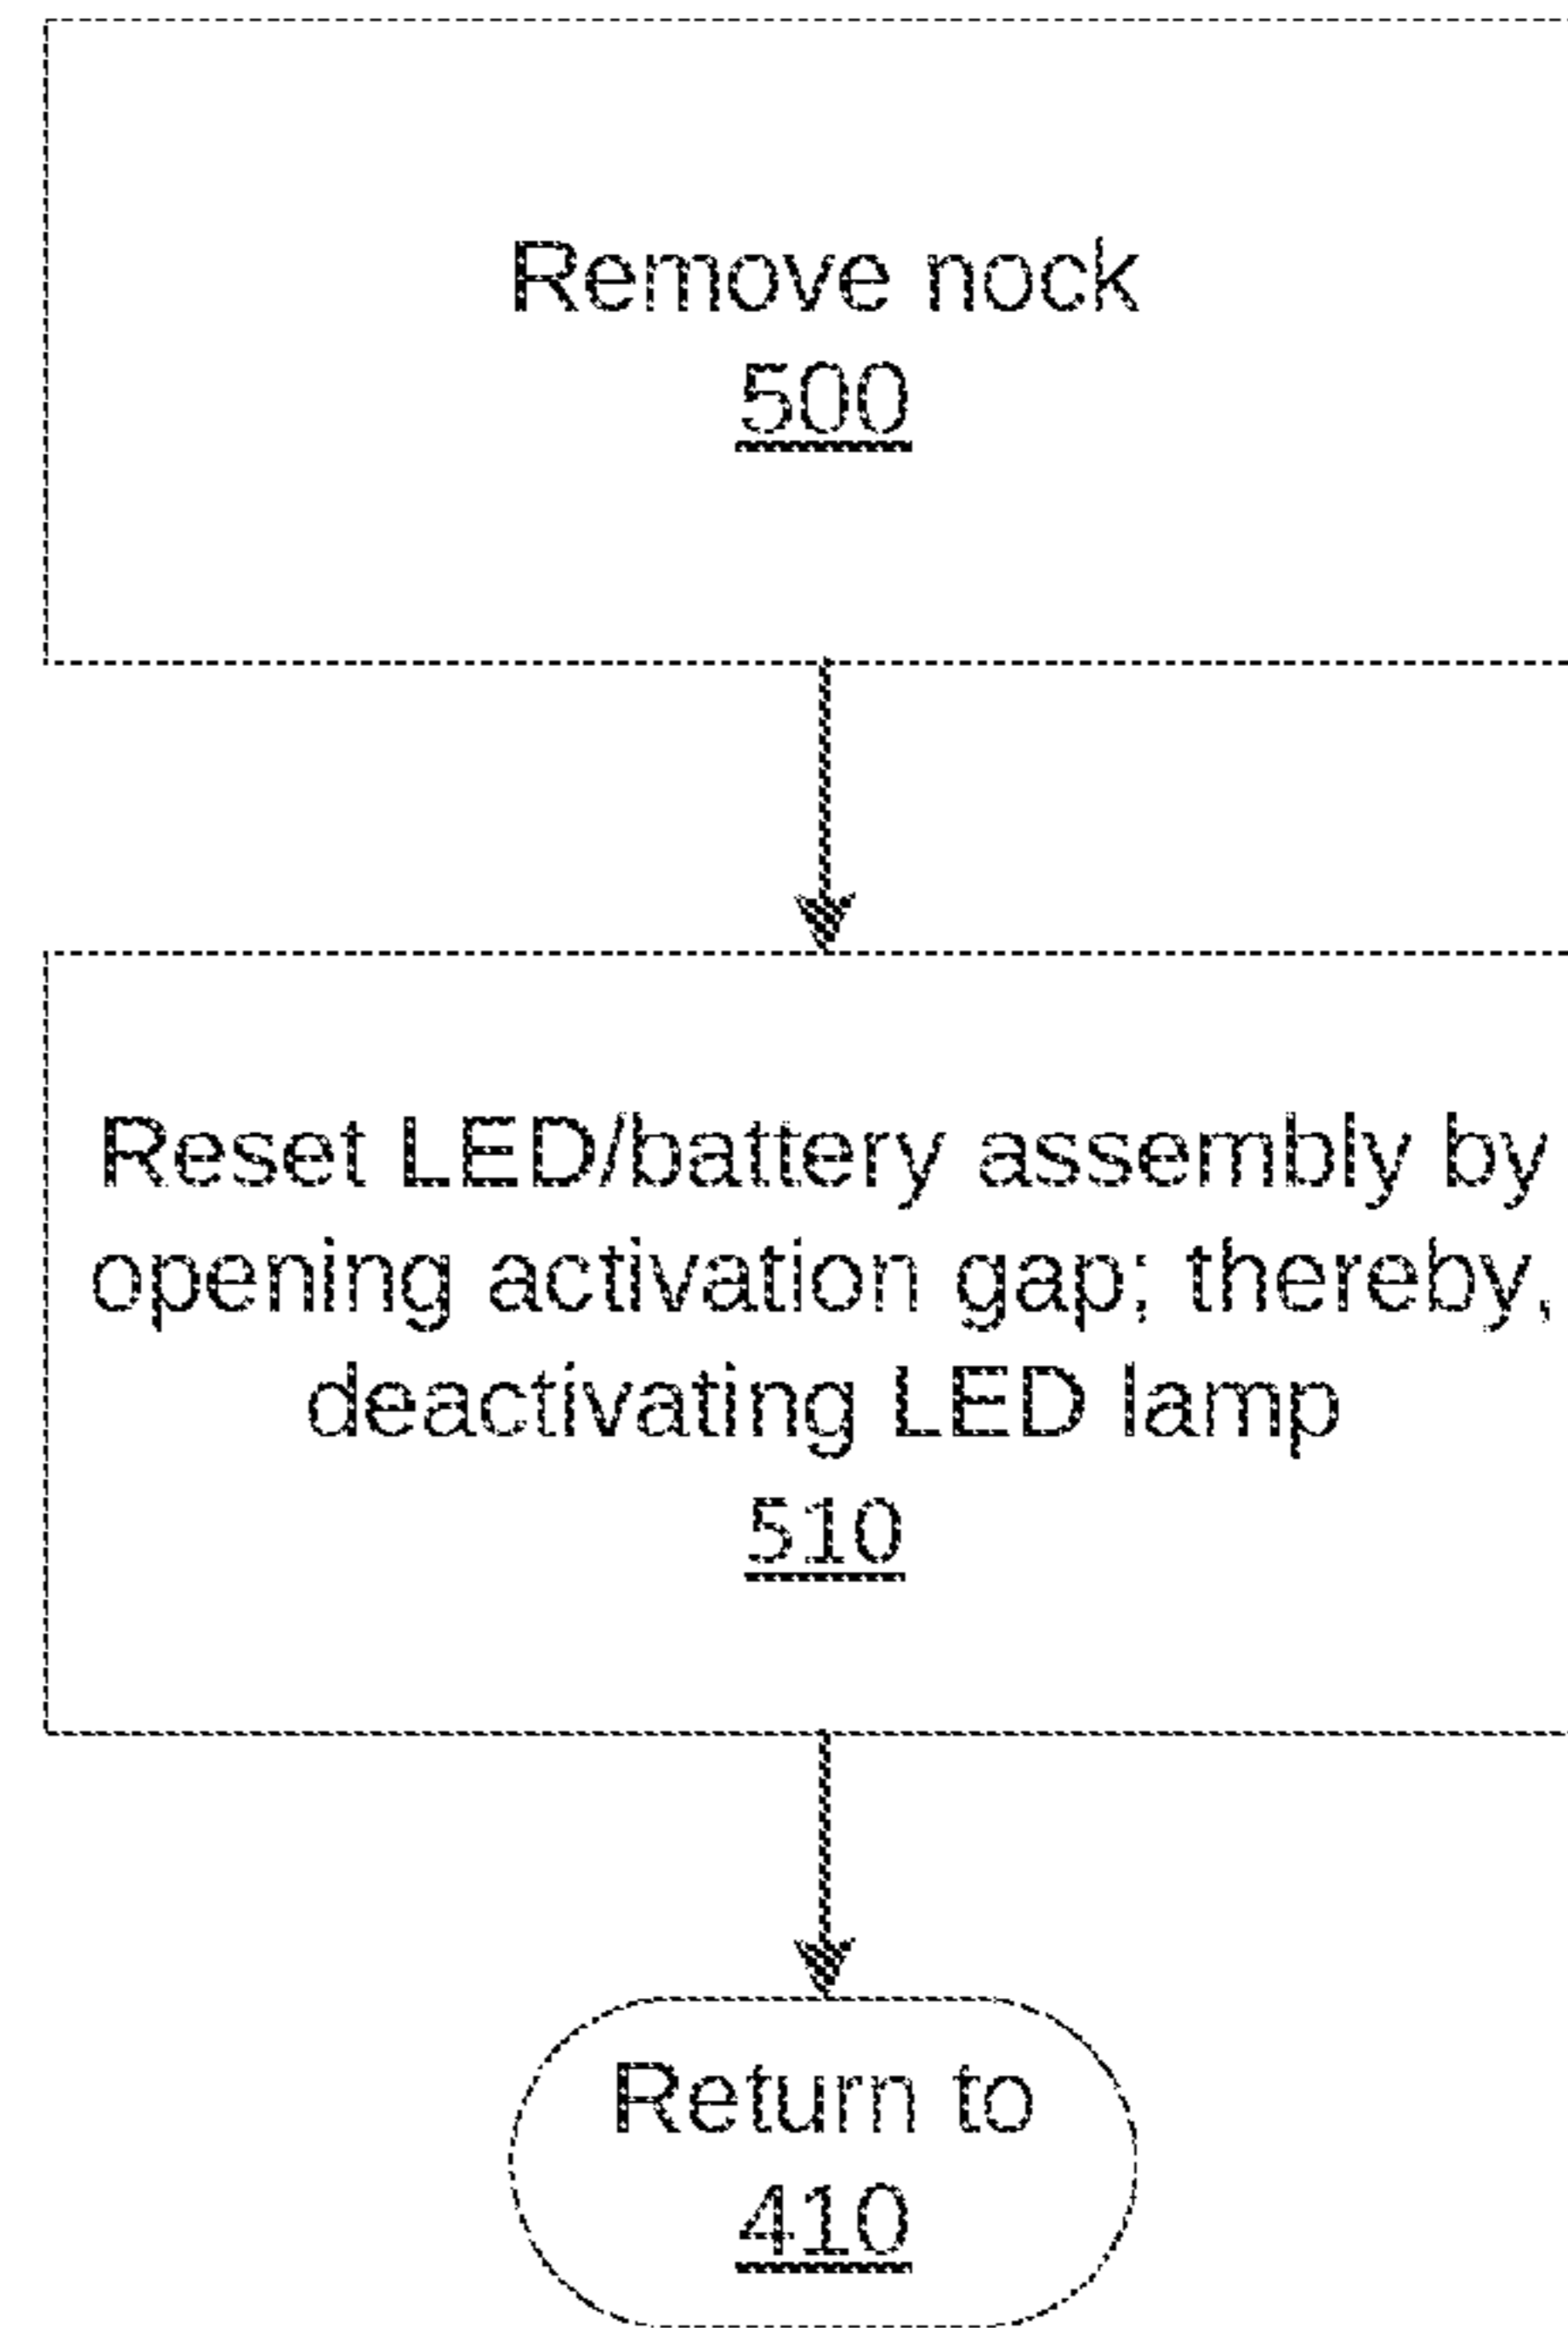 Remove nock
500
Reset LED/battery assembly by
opening activation gap; thereby,
deactivating LED lamp
510
Return to
410